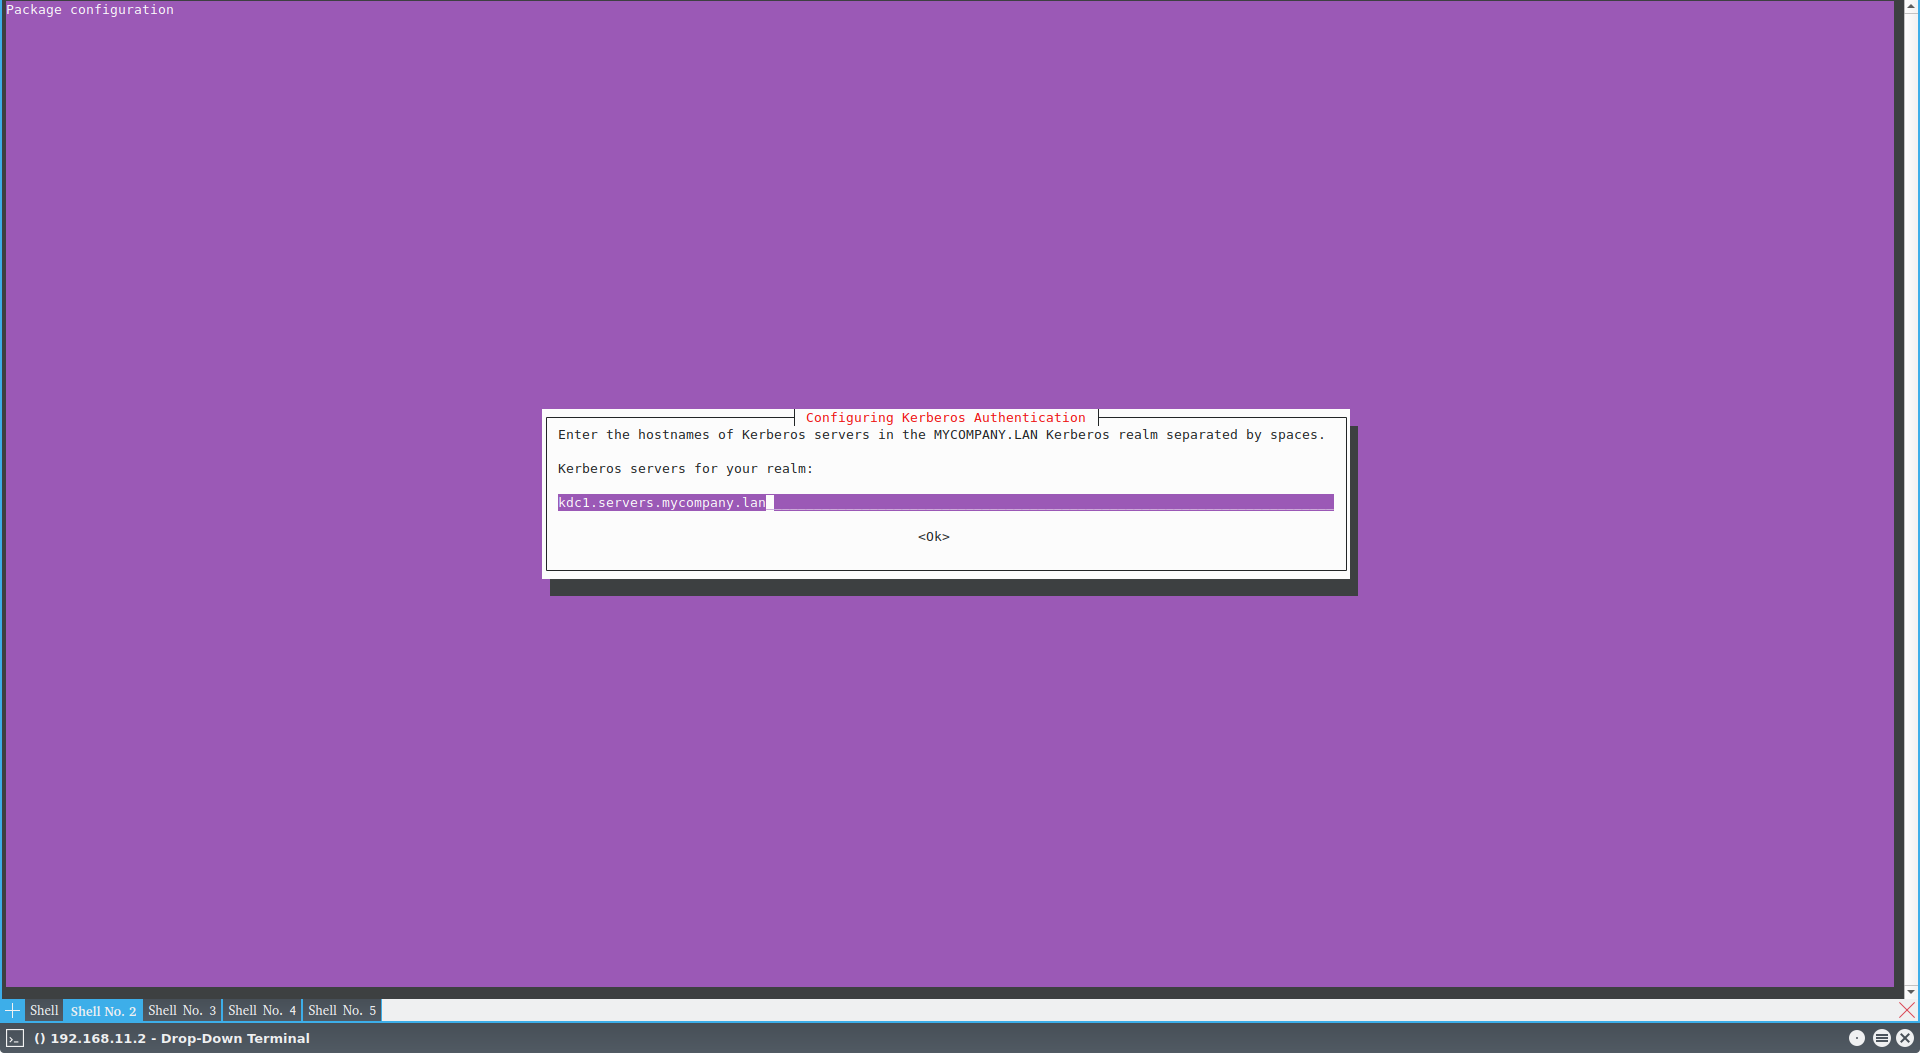 Package configuration
Configuring Kerberos Authentication
Enter the hostnames of Kerberos servers in the MYCOMPANY.LAN Kerberos realm separated by spaces.
Kerberos servers for your realm:
kdc1.servers.mycompany.lan
<Ok>
Shell Shell No. 2 Shell No. 3 Shell No. 4 Shell No. 5
() 192.168.11.2 - Drop-Down Terminal